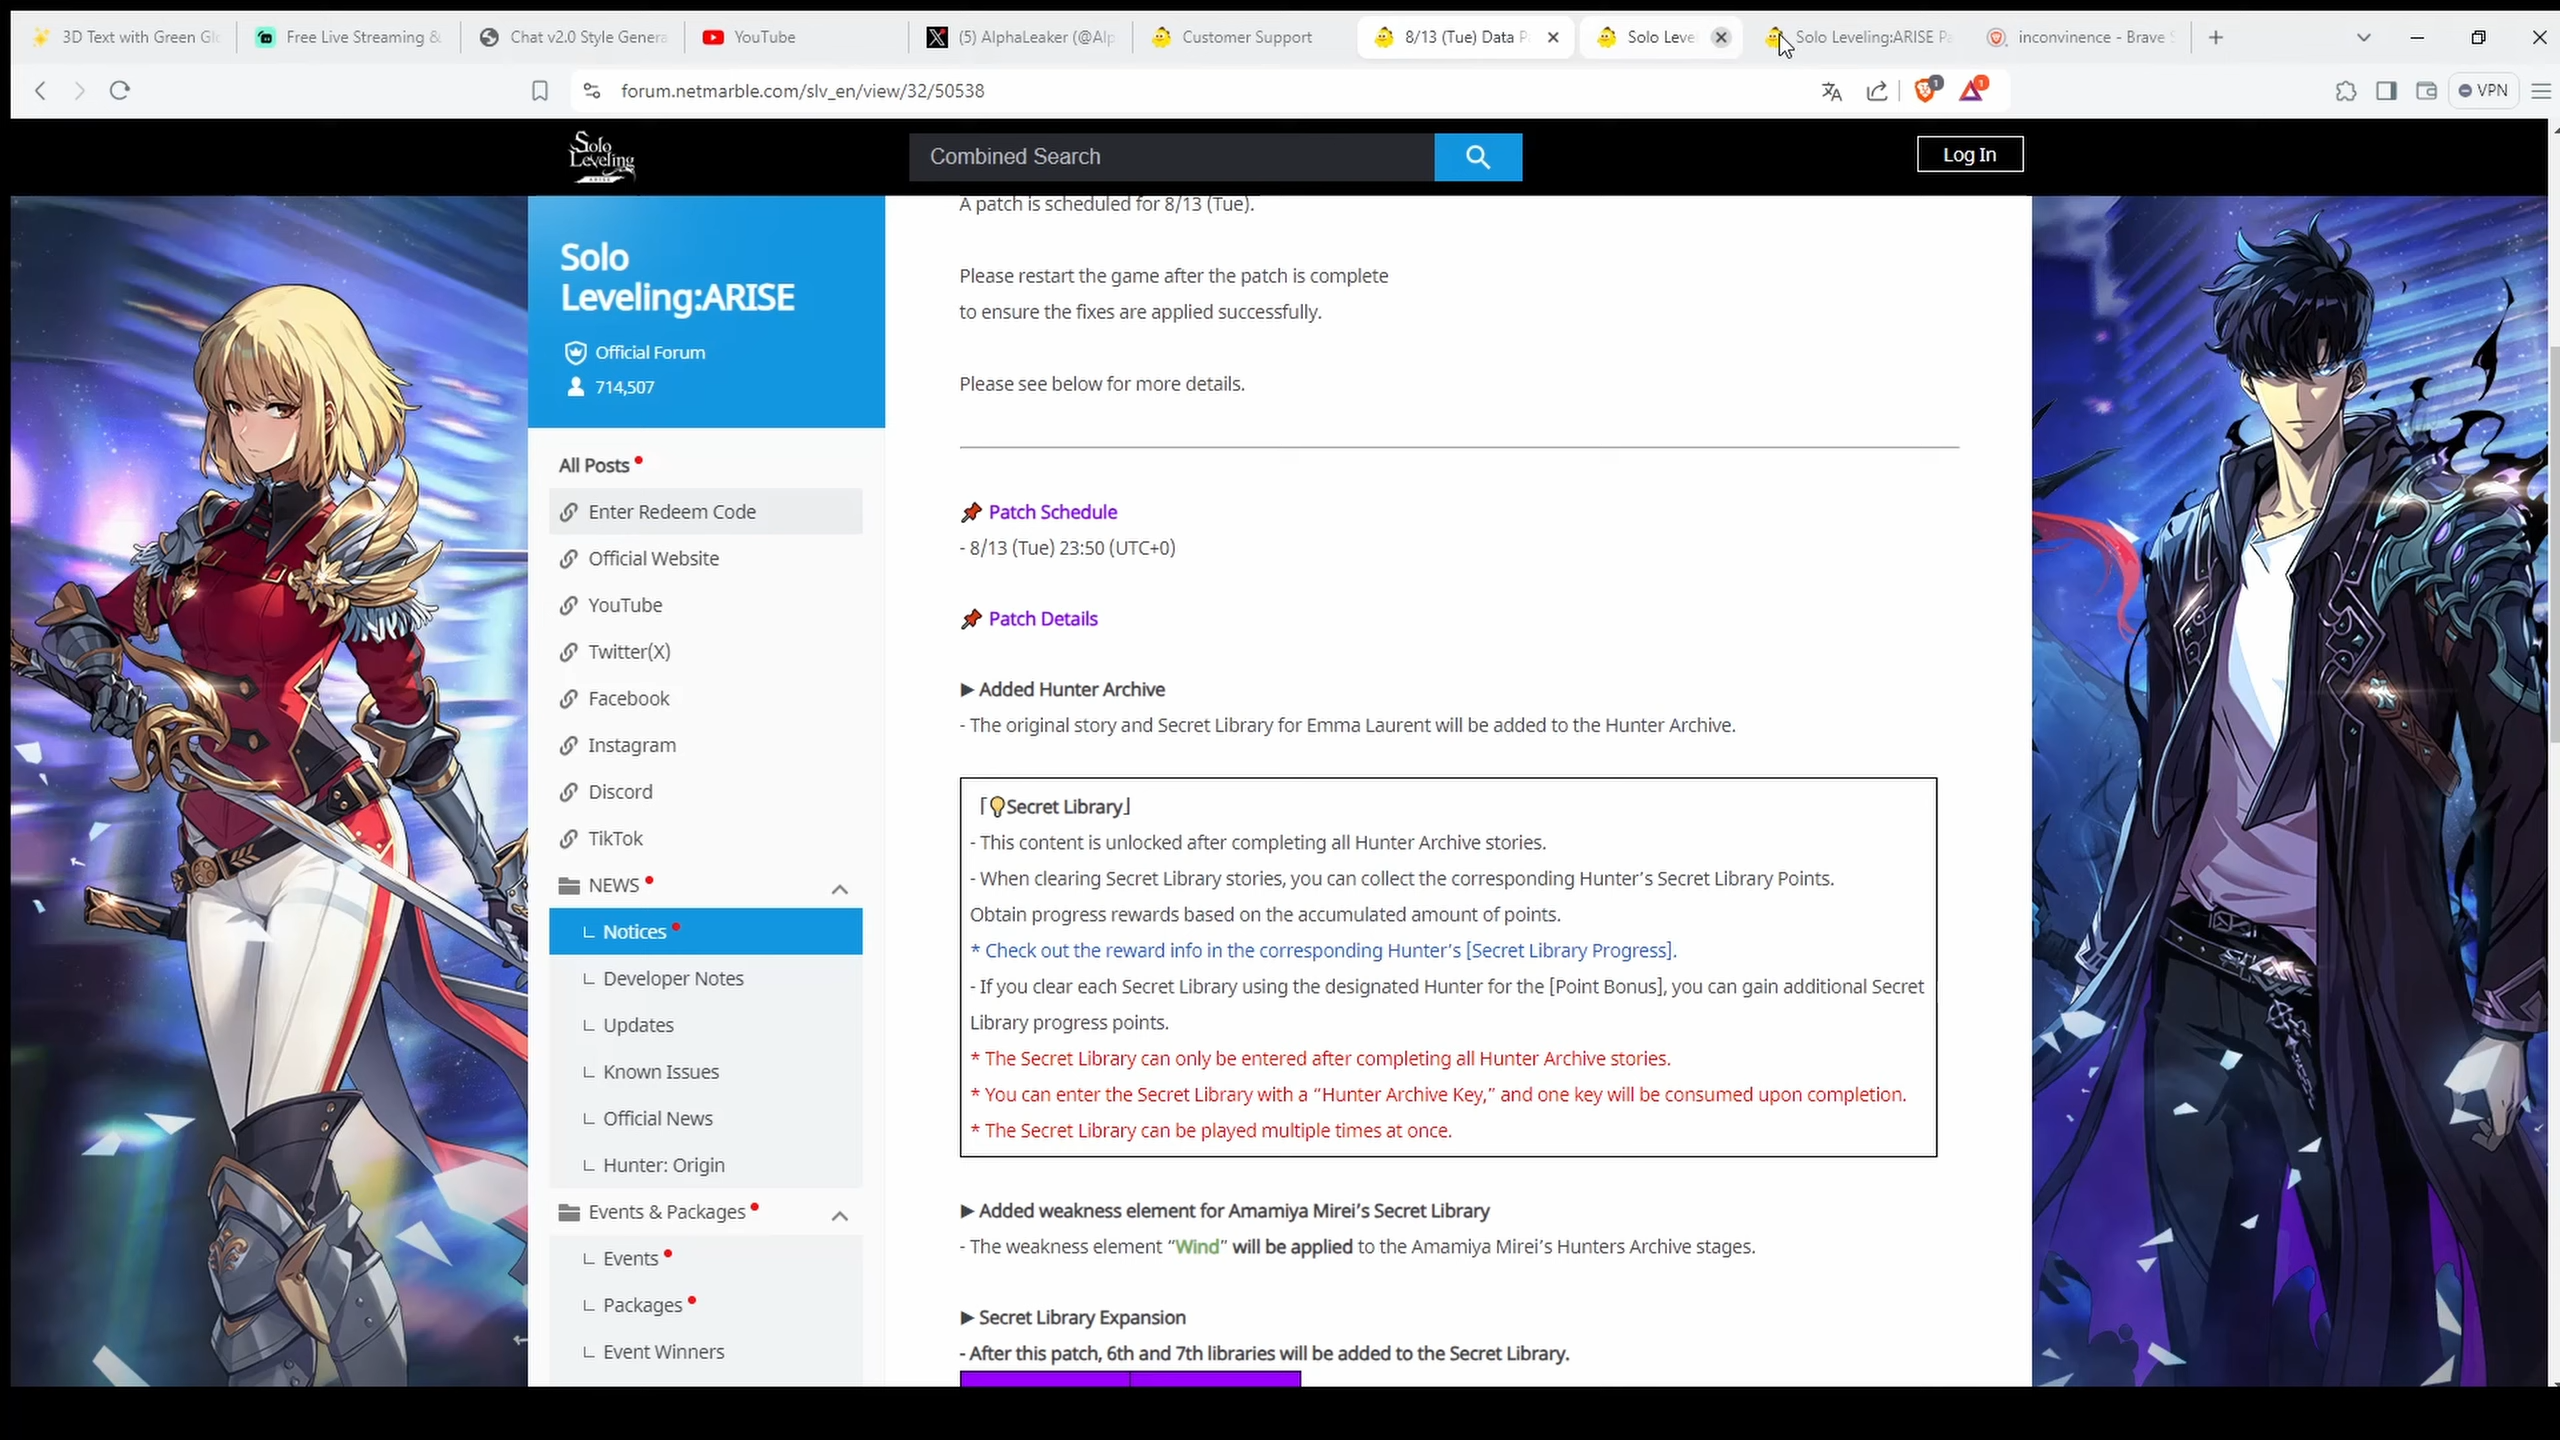 3D Text with Green Glo
Free Live Streaming &
Chat v2.0 Style Genera
YouTube
(5) AlphaLeaker (@Alp
Customer Support
8/13 (Tue) Data P
Solo Leve
Solo Leveling:ARISE Pa
inconvinence - Brave S
forum.netmarble.com/slv_en/view/32/50538
1
1
VPN
Solo
Leveling
ARISE
Combined Search
Log In
Solo
Leveling:ARISE
Official Forum
714,507
All Posts
Enter Redeem Code
Official Website
YouTube
Twitter(X)
Facebook
Instagram
Discord
TikTok
NEWS
Notices
Developer Notes
Updates
Known Issues
Official News
Hunter: Origin
Events & Packages
Events
Packages
Event Winners
A patch is scheduled for 8/13 (Tue).
Please restart the game after the patch is complete
to ensure the fixes are applied successfully.
Please see below for more details.
📌 Patch Schedule
- 8/13 (Tue) 23:50 (UTC+0)
📌 Patch Details
▶ Added Hunter Archive
- The original story and Secret Library for Emma Laurent will be added to the Hunter Archive.
「💡Secret Library」
- This content is unlocked after completing all Hunter Archive stories.
- When clearing Secret Library stories, you can collect the corresponding Hunter’s Secret Library Points.
Obtain progress rewards based on the accumulated amount of points.
* Check out the reward info in the corresponding Hunter’s [Secret Library Progress].
- If you clear each Secret Library using the designated Hunter for the [Point Bonus], you can gain additional Secret
Library progress points.
* The Secret Library can only be entered after completing all Hunter Archive stories.
* You can enter the Secret Library with a “Hunter Archive Key,” and one key will be consumed upon completion.
* The Secret Library can be played multiple times at once.
▶ Added weakness element for Amamiya Mirei’s Secret Library
- The weakness element “Wind” will be applied to the Amamiya Mirei’s Hunters Archive stages.
▶ Secret Library Expansion
- After this patch, 6th and 7th libraries will be added to the Secret Library.